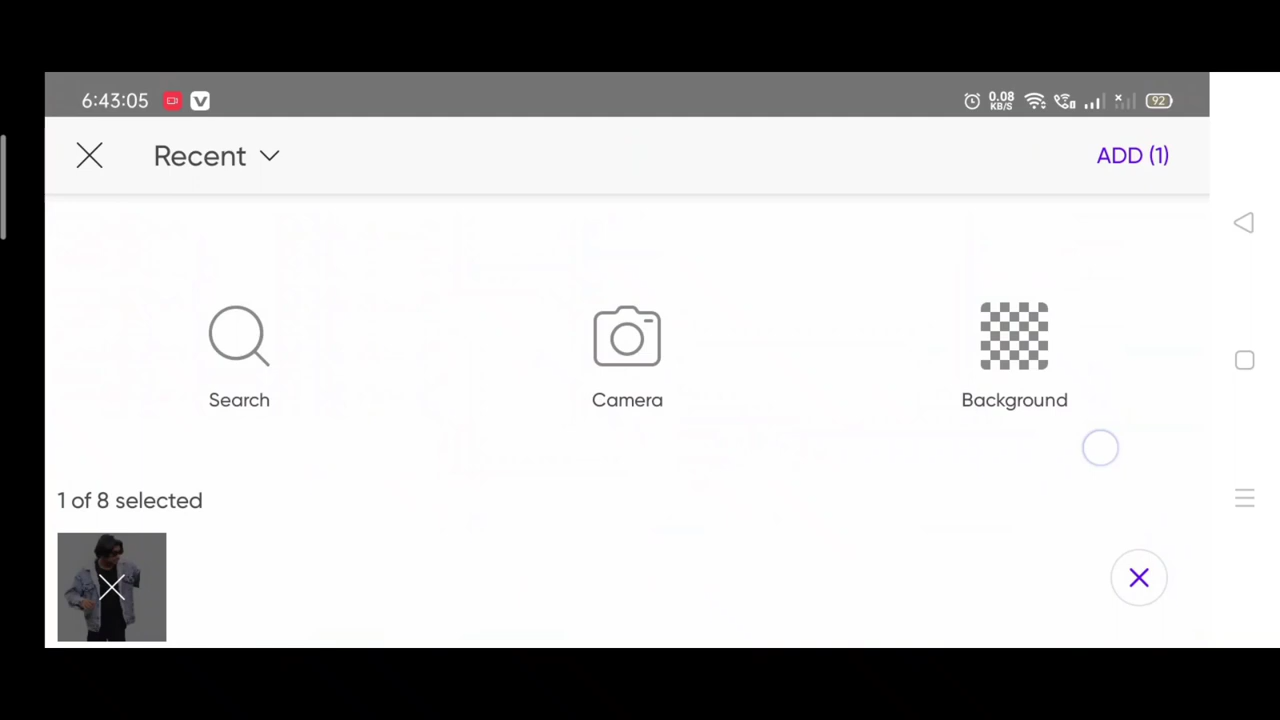 6:43:05
0.08
KB/S
92
Recent
ADD (1)
Search
Camera
Background
1 of 8 selected